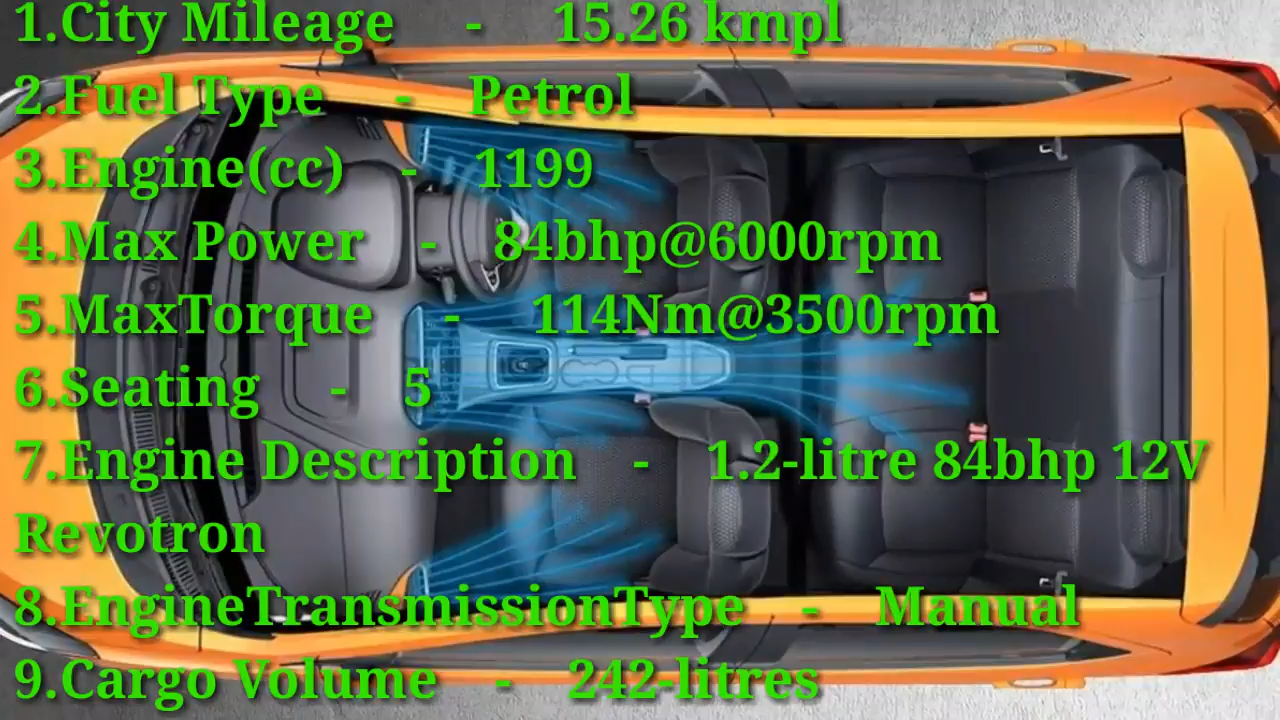 1.City Mileage - 15.26 kmpl
2.Fuel Type - Petrol
3.Engine(cc) - 1199
4.Max Power - 84bhp@6000rpm
5.MaxTorque - 114Nm@3500rpm
6.Seating - 5
7.Engine Description - 1.2-litre 84bhp 12V
Revotron
8.EngineTransmissionType - Manual
9.Cargo Volume - 242-litres